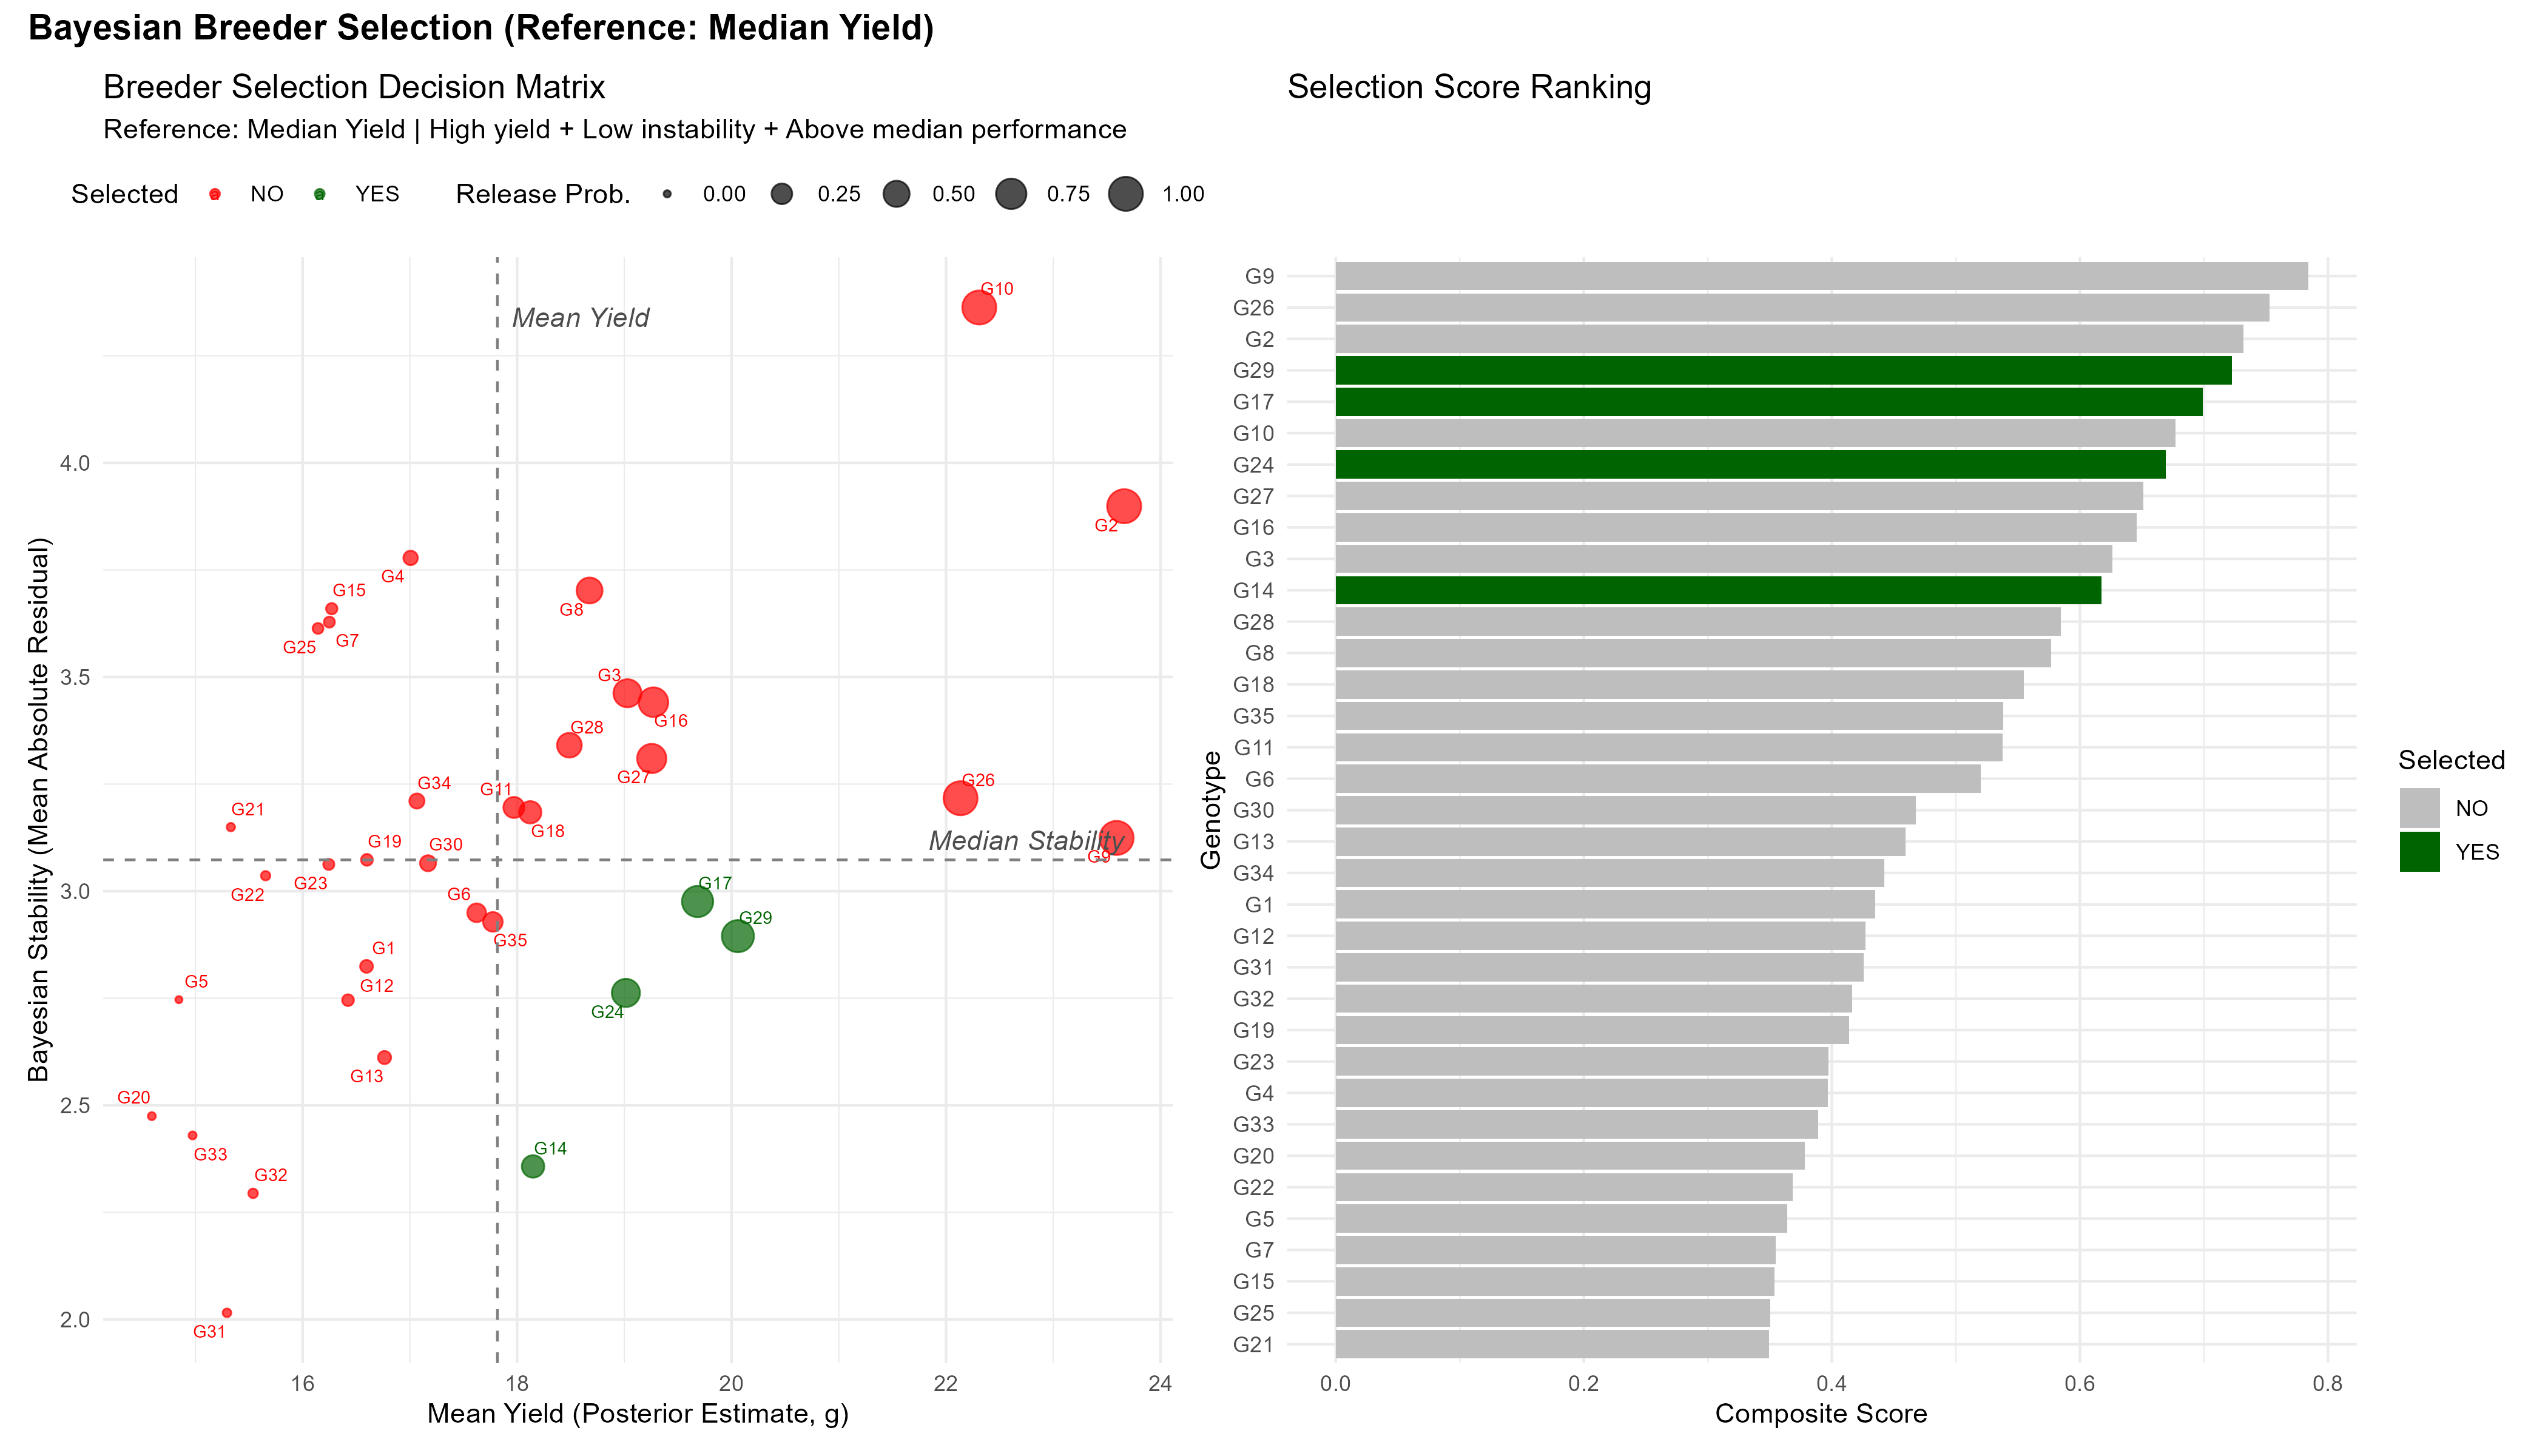 Bayesian Breeder Selection (Reference: Median Yield)
Breeder Selection Decision Matrix
Reference: Median Yield | High yield + Low instability + Above median performance
Selected NO YES Release Prob. 0.00 0.25 0.50 0.75 1.00
Bayesian Stability (Mean Absolute Residual)
4.0
3.5
3.0
2.5
2.0
Mean Yield
Median Stability
G10
G2
G4
G15
G7
G25
G8
G3
G16
G28
G27
G26
G34
G11
G18
G21
G9
G19
G30
G23
G22
G17
G6
G29
G35
G1
G5
G12
G24
G13
G20
G14
G33
G32
G31
16 18 20 22 24
Mean Yield (Posterior Estimate, g)
Selection Score Ranking
Genotype
G9
G26
G2
G29
G17
G10
G24
G27
G16
G3
G14
G28
G8
G18
G35
G11
G6
G30
G13
G34
G1
G12
G31
G32
G19
G23
G4
G33
G20
G22
G5
G7
G15
G25
G21
0.0 0.2 0.4 0.6 0.8
Composite Score
Selected
NO
YES